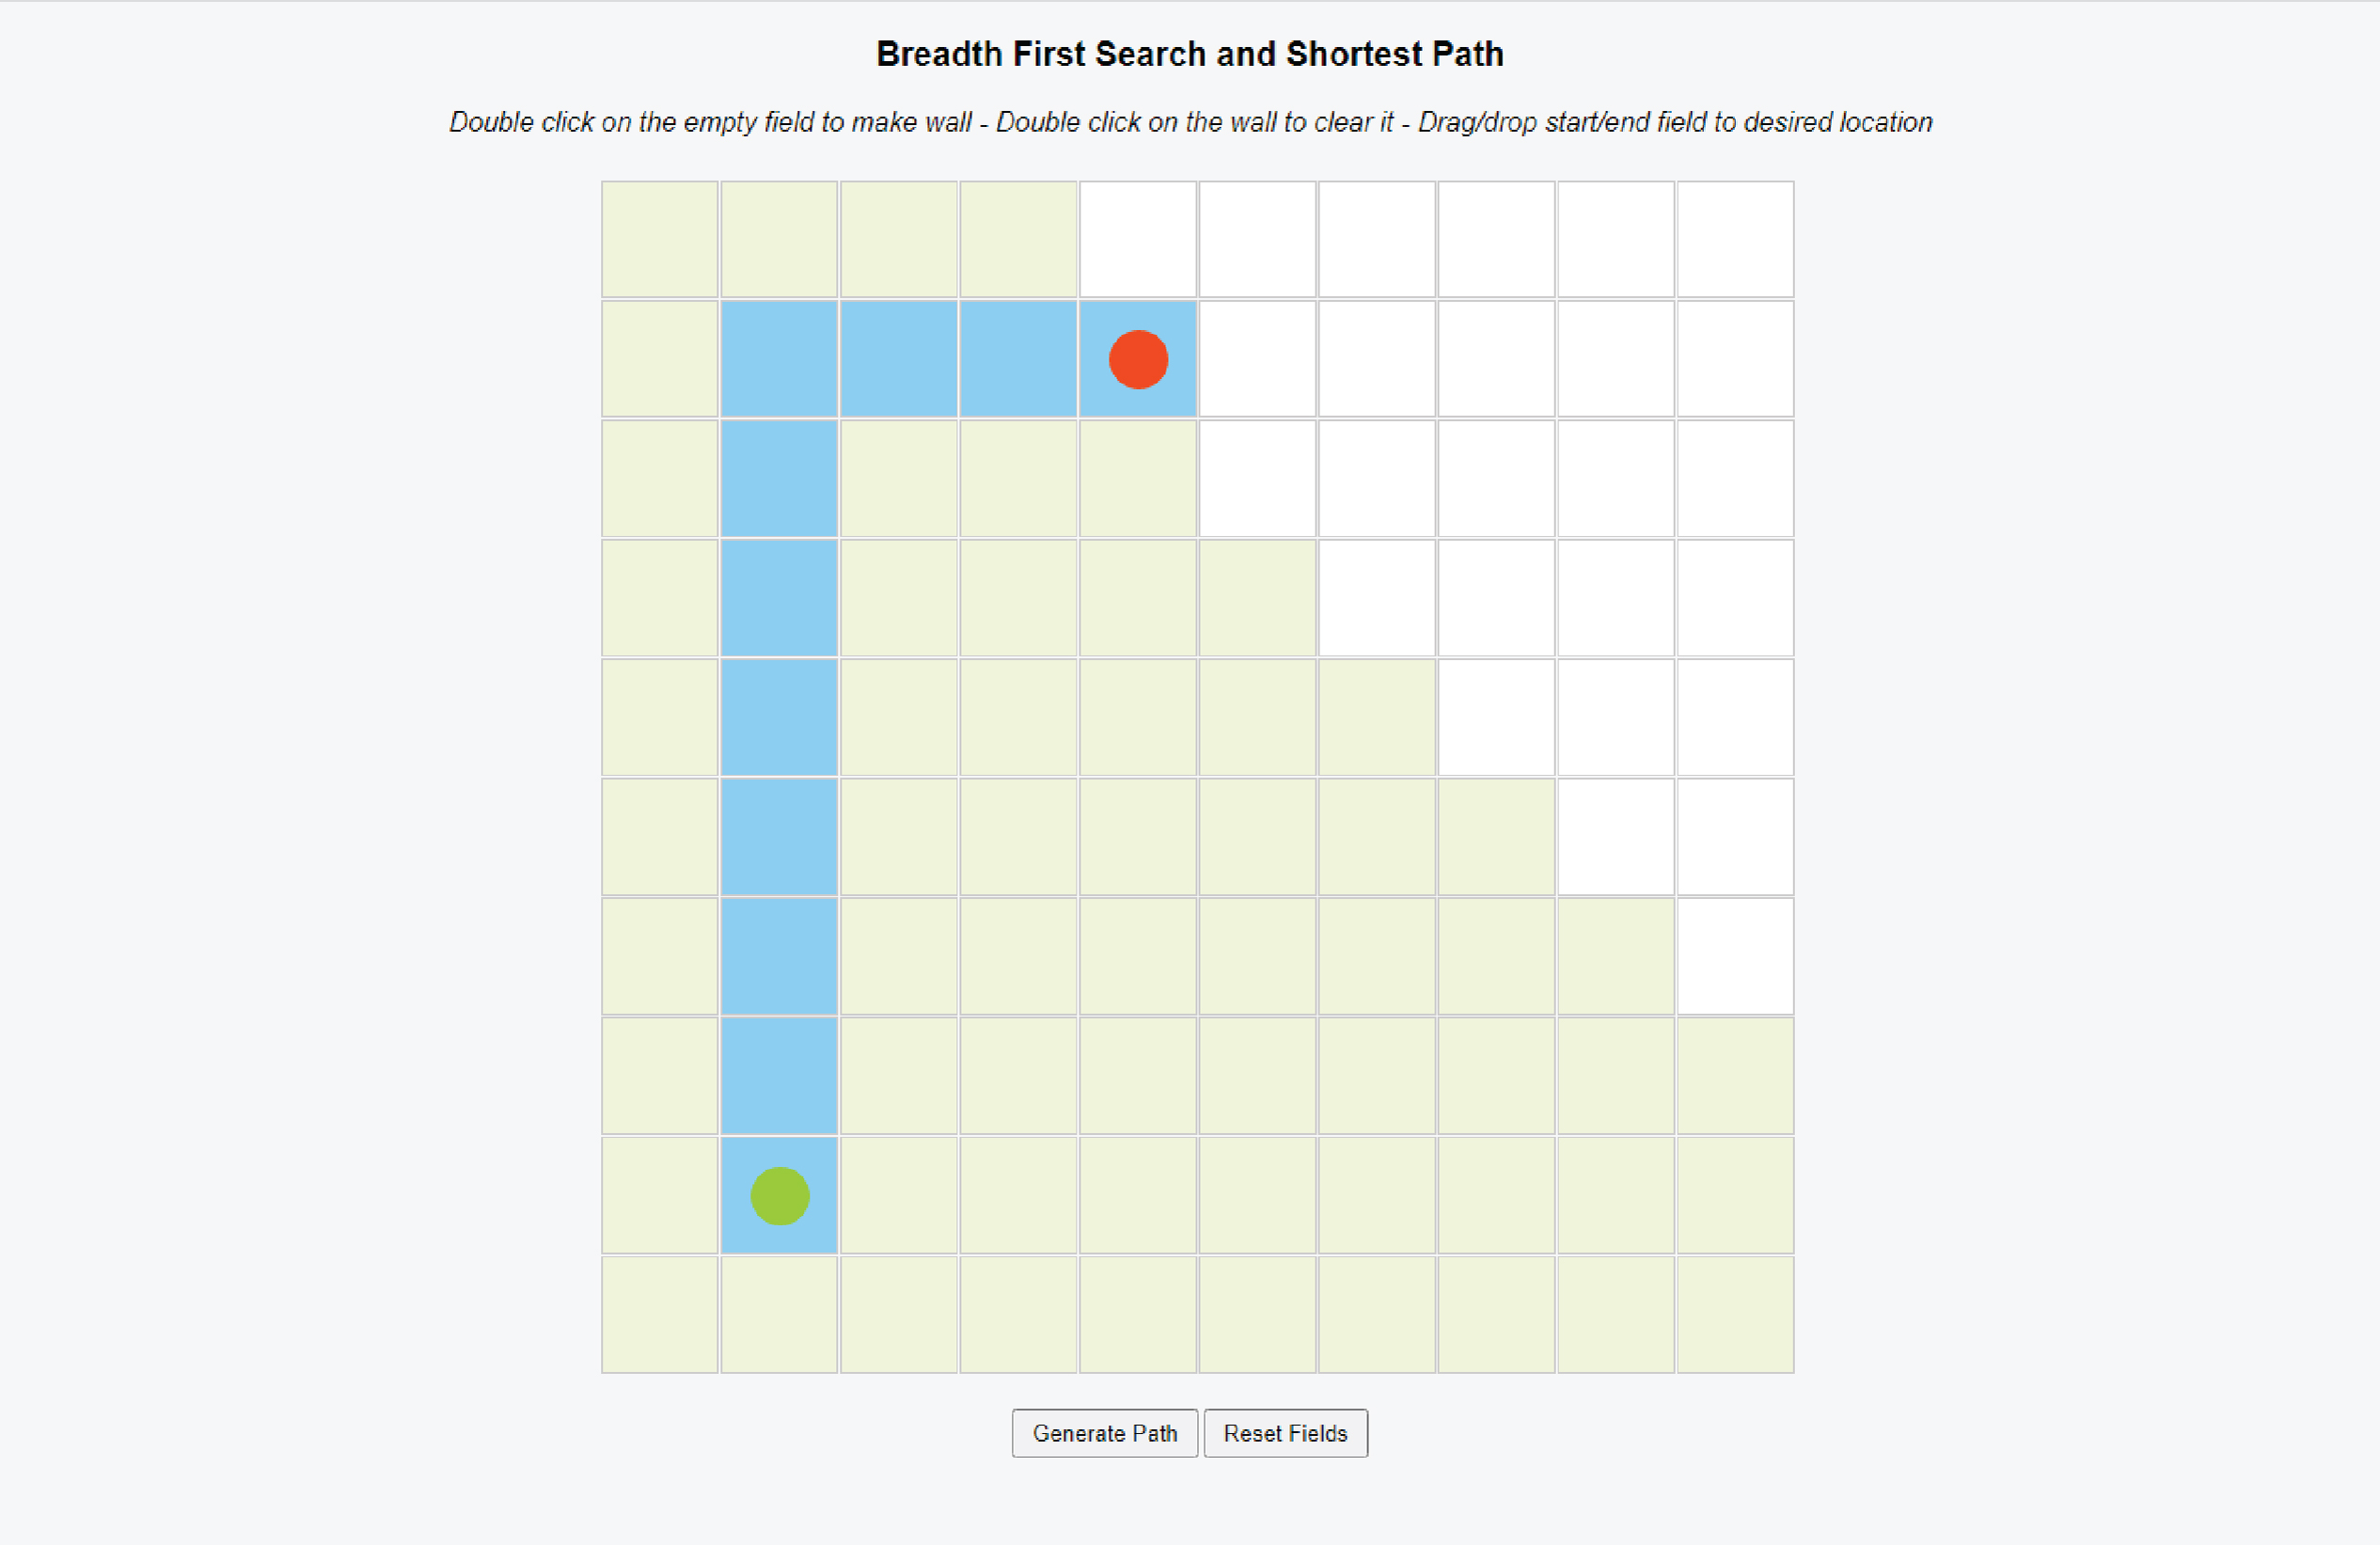 Breadth First Search and Shortest Path
Double click on the empty field to make wall - Double click on the wall to clear it - Drag/drop start/end field to desired location
Generate Path
Reset Fields